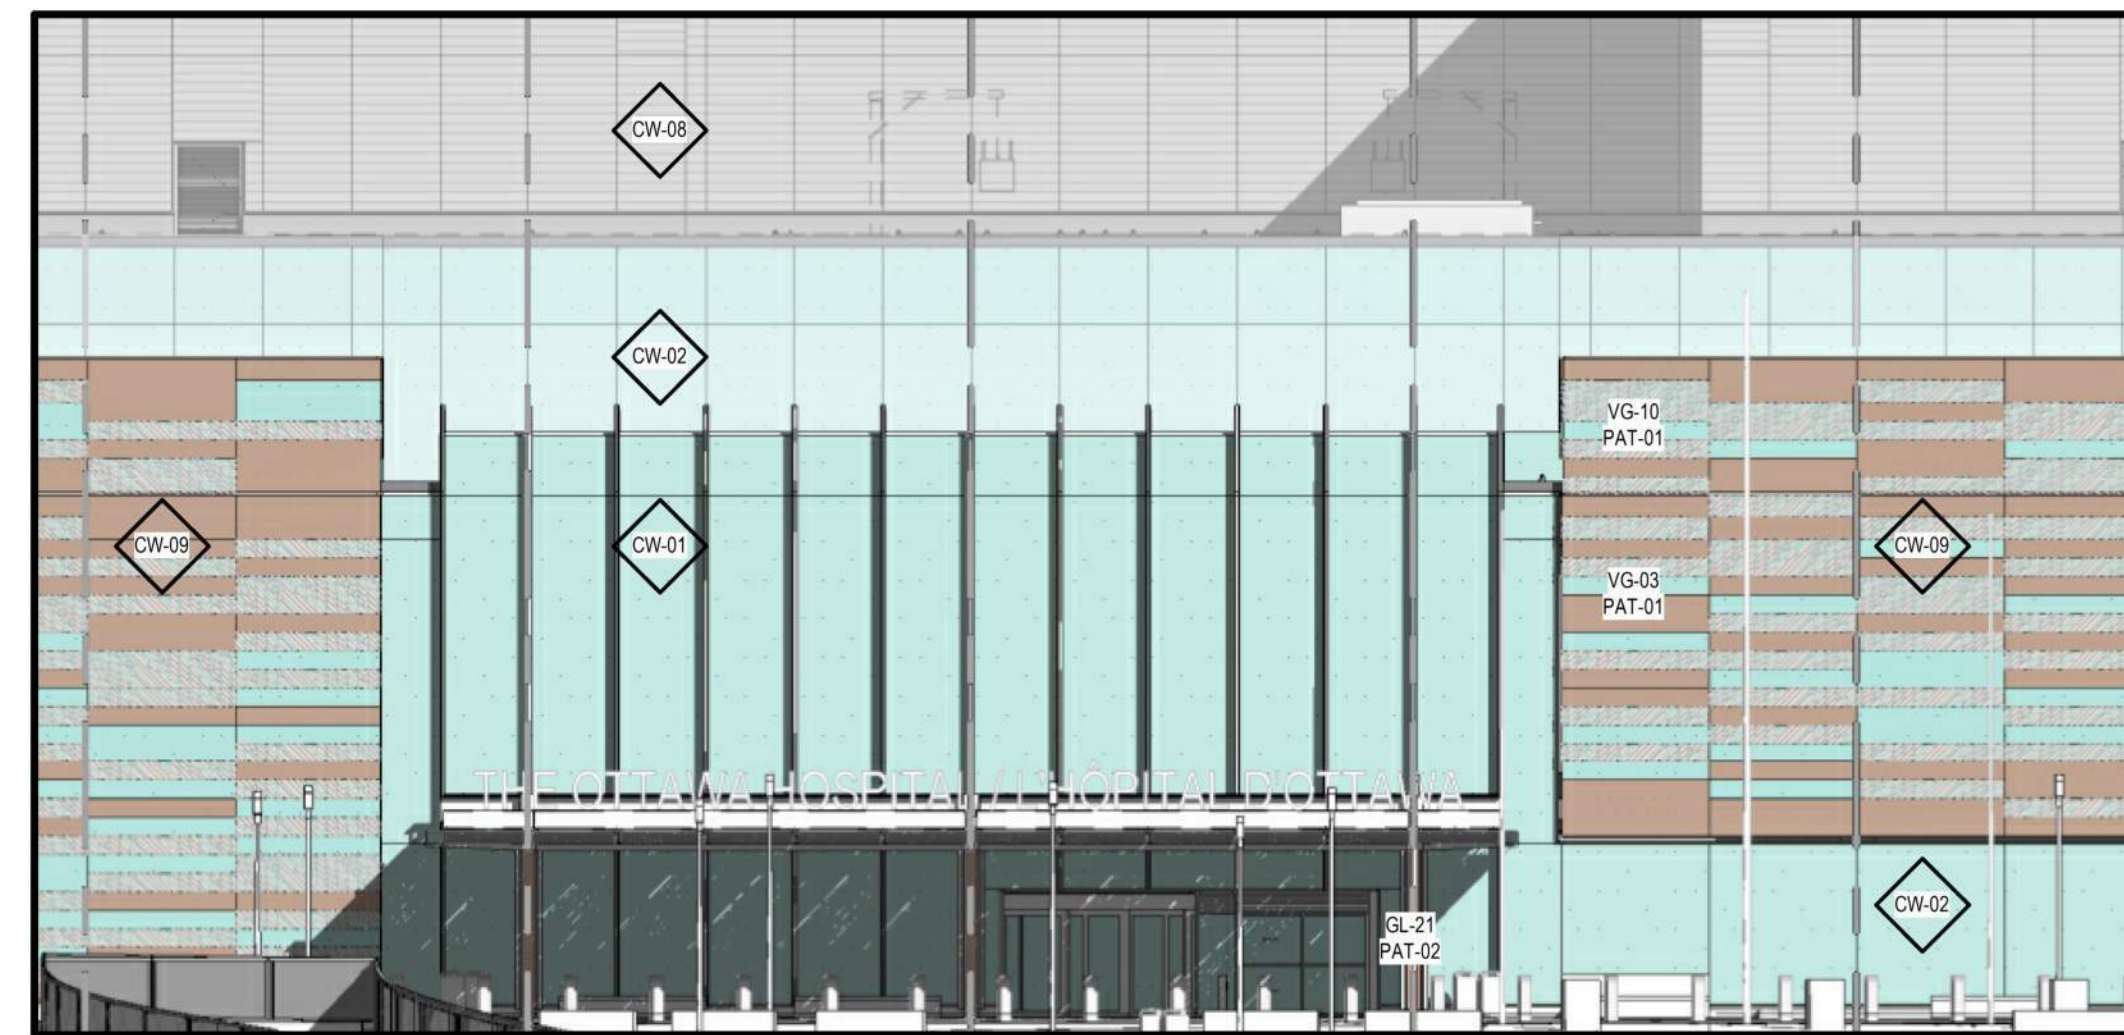 CW-08
CW-02
VG-10
PAT-01
CW-09
CW-01
CW-09
VG-03
PAT-01
THE OTTAWA HOSPITAL / L'HÔPITAL D'OTTAWA
CW-02
GL-21
PAT-02